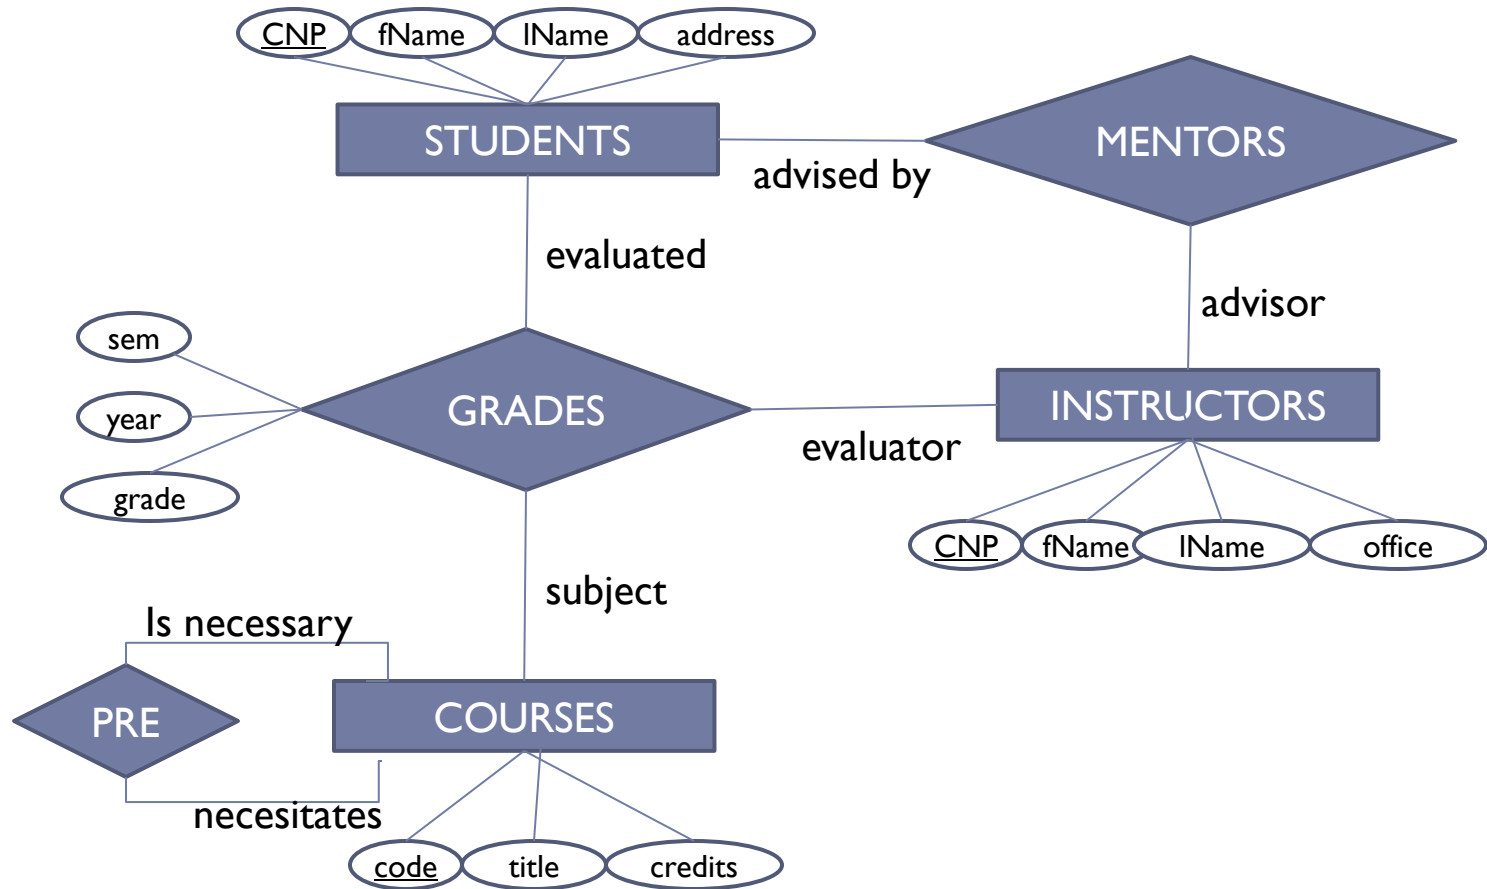 CNP fName lName address
STUDENTS
MENTORS
advised by
evaluated
advisor
sem
year
grade
GRADES
INSTRUCTORS
evaluator
CNP fName lName office
subject
Is necessary
PRE
COURSES
necesitates
code title credits